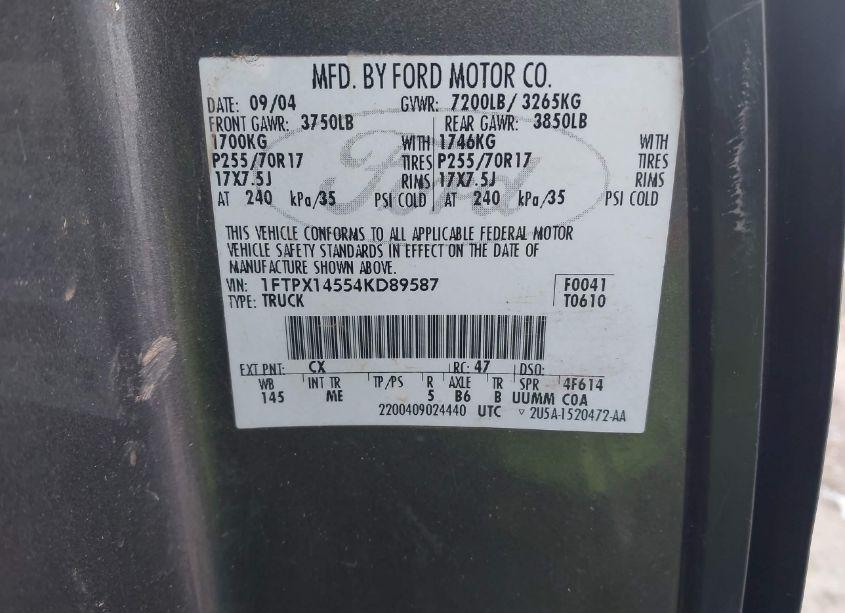 MFD. BY FORD MOTOR CO.
DATE: 09/04 GVWR: 7200LB/ 3265KG
FRONT GAWR: 3750LB REAR GAWR: 3850LB
1700KG WITH 1746KG WITH
P255/70R17 TIRES P255/70R17 TIRES
17X7.5J RIMS 17X7.5J RIMS
AT 240 kPa/35 PSI COLD AT 240 kPa/35 PSI COLD
Ford
THIS VEHICLE CONFORMS TO ALL APPLICABLE FEDERAL MOTOR
VEHICLE SAFETY STANDARDS IN EFFECT ON THE DATE OF
MANUFACTURE SHOWN ABOVE.
VIN: 1FTPX14554KD89587 F0041
TYPE: TRUCK T0610
EXT PNT: CX RC: 47 DSO:
WB INT TR TP/PS R AXLE TR SPR 4F614
145 ME 5 B6 B UUMM COA
2200409024440 UTC ▿ 2U5A-1520472-AA